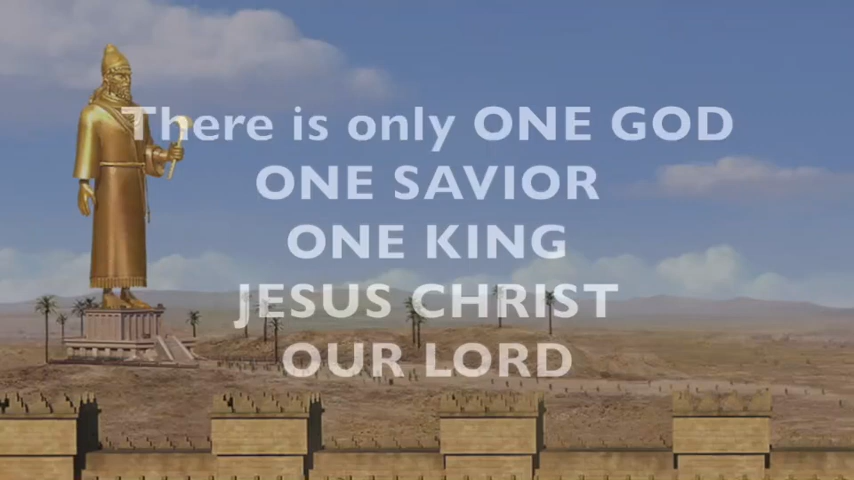 There is only ONE GOD
ONE SAVIOR
ONE KING
JESUS CHRIST
OUR LORD